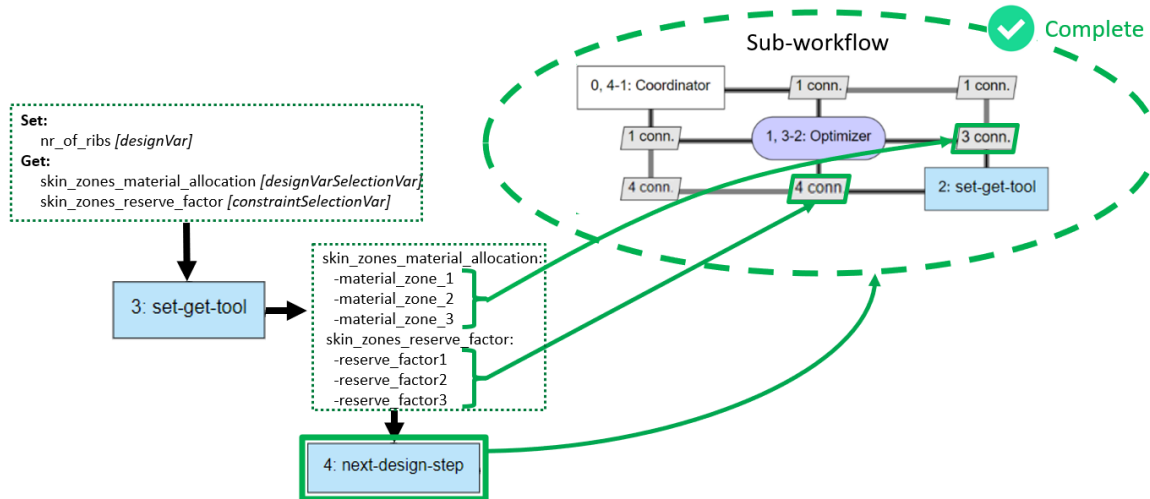 Complete
Sub-workflow
0, 4-1: Coordinator
1 conn.
1 conn.
1 conn.
1, 3-2: Optimizer
3 conn.
4 conn.
4 conn.
2: set-get-tool
Set:
nr_of_ribs [designVar]
Get:
skin_zones_material_allocation [designVarSelectionVar]
skin_zones_reserve_factor [constraintSelectionVar]
3: set-get-tool
skin_zones_material_allocation:
-material_zone_1
-material_zone_2
-material_zone_3
skin_zones_reserve_factor:
-reserve_factor1
-reserve_factor2
-reserve_factor3
4: next-design-step